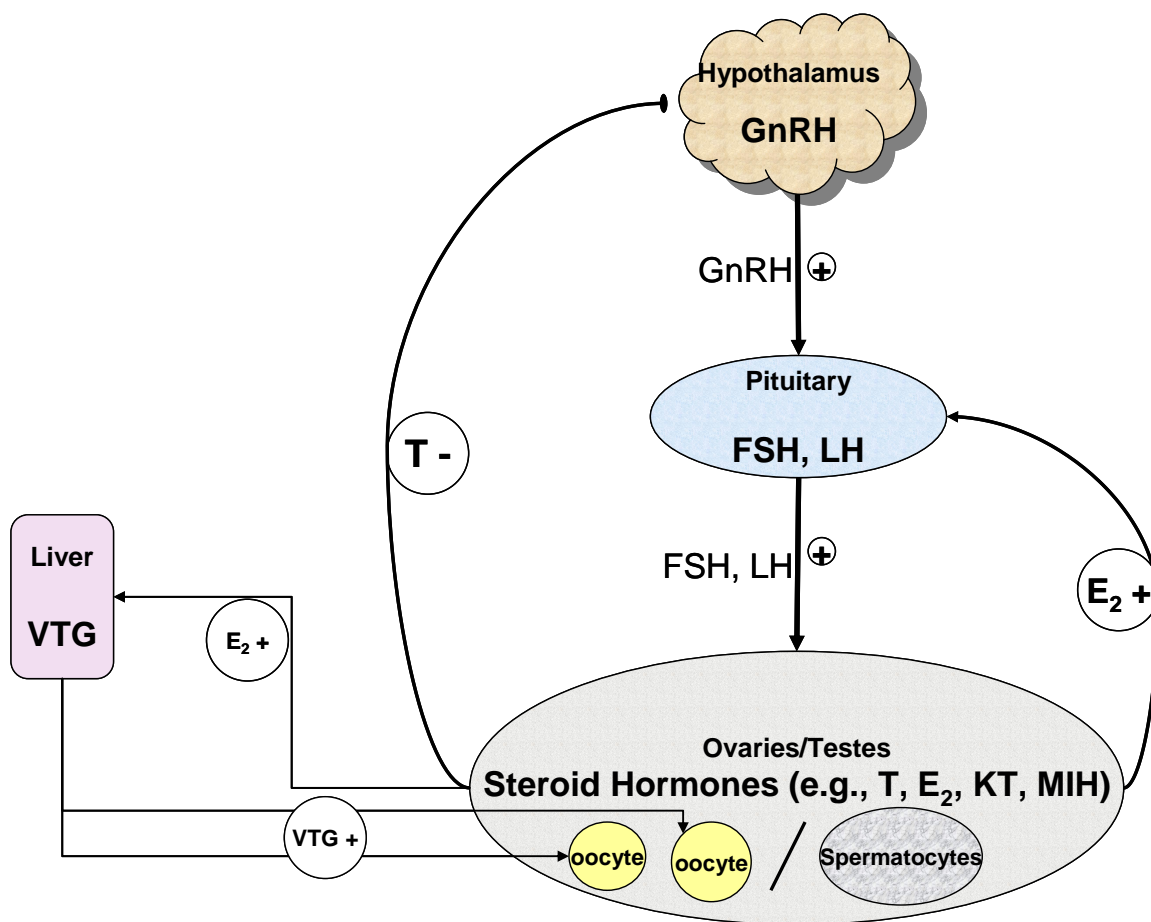 Hypothalamus
GnRH
GnRH +
Pituitary
FSH, LH
T -
FSH, LH +
E₂ +
Liver
VTG
E₂ +
Ovaries/Testes
Steroid Hormones (e.g., T, E₂, KT, MIH)
VTG +
oocyte
oocyte
/
Spermatocytes